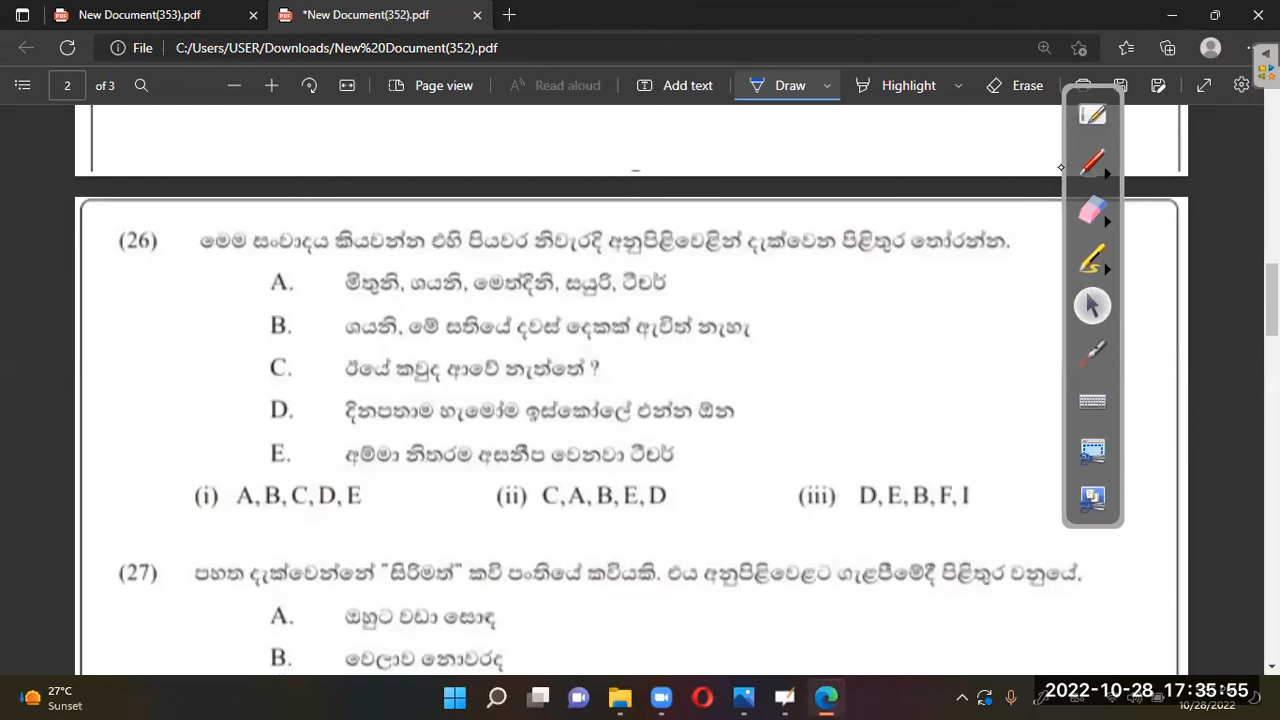 New Document(353).pdf
*New Document(352).pdf
File
C:/Users/USER/Downloads/New%20Document(352).pdf
2 of 3
Page view
Read aloud
Add text
Draw
Highlight
Erase
(26) මෙම සංවාදය කියවන්න එහි පියවර නිවැරදි අනුපිළිවෙළින් දැක්වෙන පිළිතුර තෝරන්න.
A. මිතුනි, ශයනි, මෙත්දිනි, සයුරි, ටීචර්
B. ශයනි, මේ සතියේ දවස් දෙකක් ඇවිත් නැහැ
C. ඊයේ කවුද ආවේ නැත්තේ ?
D. දිනපතාම හැමෝම ඉස්කෝලේ එන්න ඕන
E. අම්මා නිතරම අසනීප වෙනවා ටීචර්
(i) A, B, C, D, E (ii) C, A, B, E, D (iii) D, E, B, F, I
(27) පහත දැක්වෙන්නේ "සිරිමත්" කවි පංතියේ කවියකි. එය අනුපිළිවෙළට ගැළපීමේදී පිළිතුර වනුයේ,
A. ඔහුට වඩා සොඳ
B. වෙලාව නොවරද
27°C
Sunset
2022-10-28 17:35:55
10/28/2022